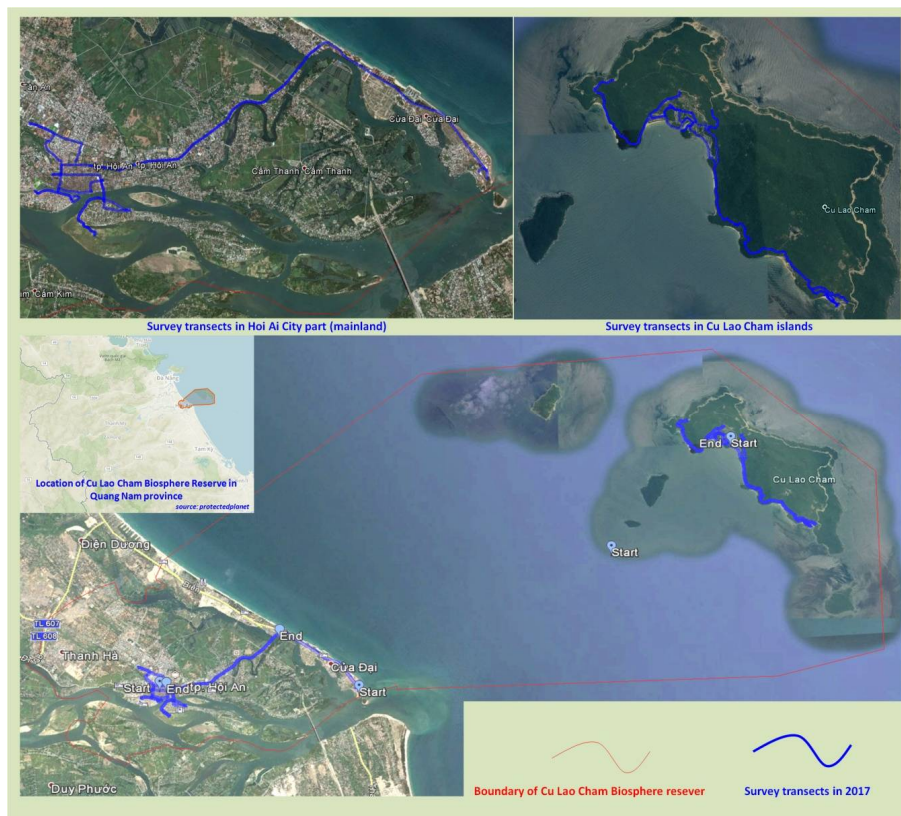 Tân An
tp. Hội An tp. Hội An
Cửa Đại Cửa Đại
Cẩm Thanh Cẩm Thanh
Cẩm Kim
Survey transects in Hoi Ai City part (mainland)
Cu Lao Cham
Survey transects in Cu Lao Cham islands
Đà Nẵng
Tam Kỳ
Location of Cu Lao Cham Biosphere Reserve in
Quang Nam province
source: protectedplanet
End Start
Cu Lao Cham
Start
Điện Dương
TL 607
TL 608
End
Thanh Hà
Cửa Đại
Start End tp. Hội An
Start
Duy Phước
Boundary of Cu Lao Cham Biosphere resever
Survey transects in 2017